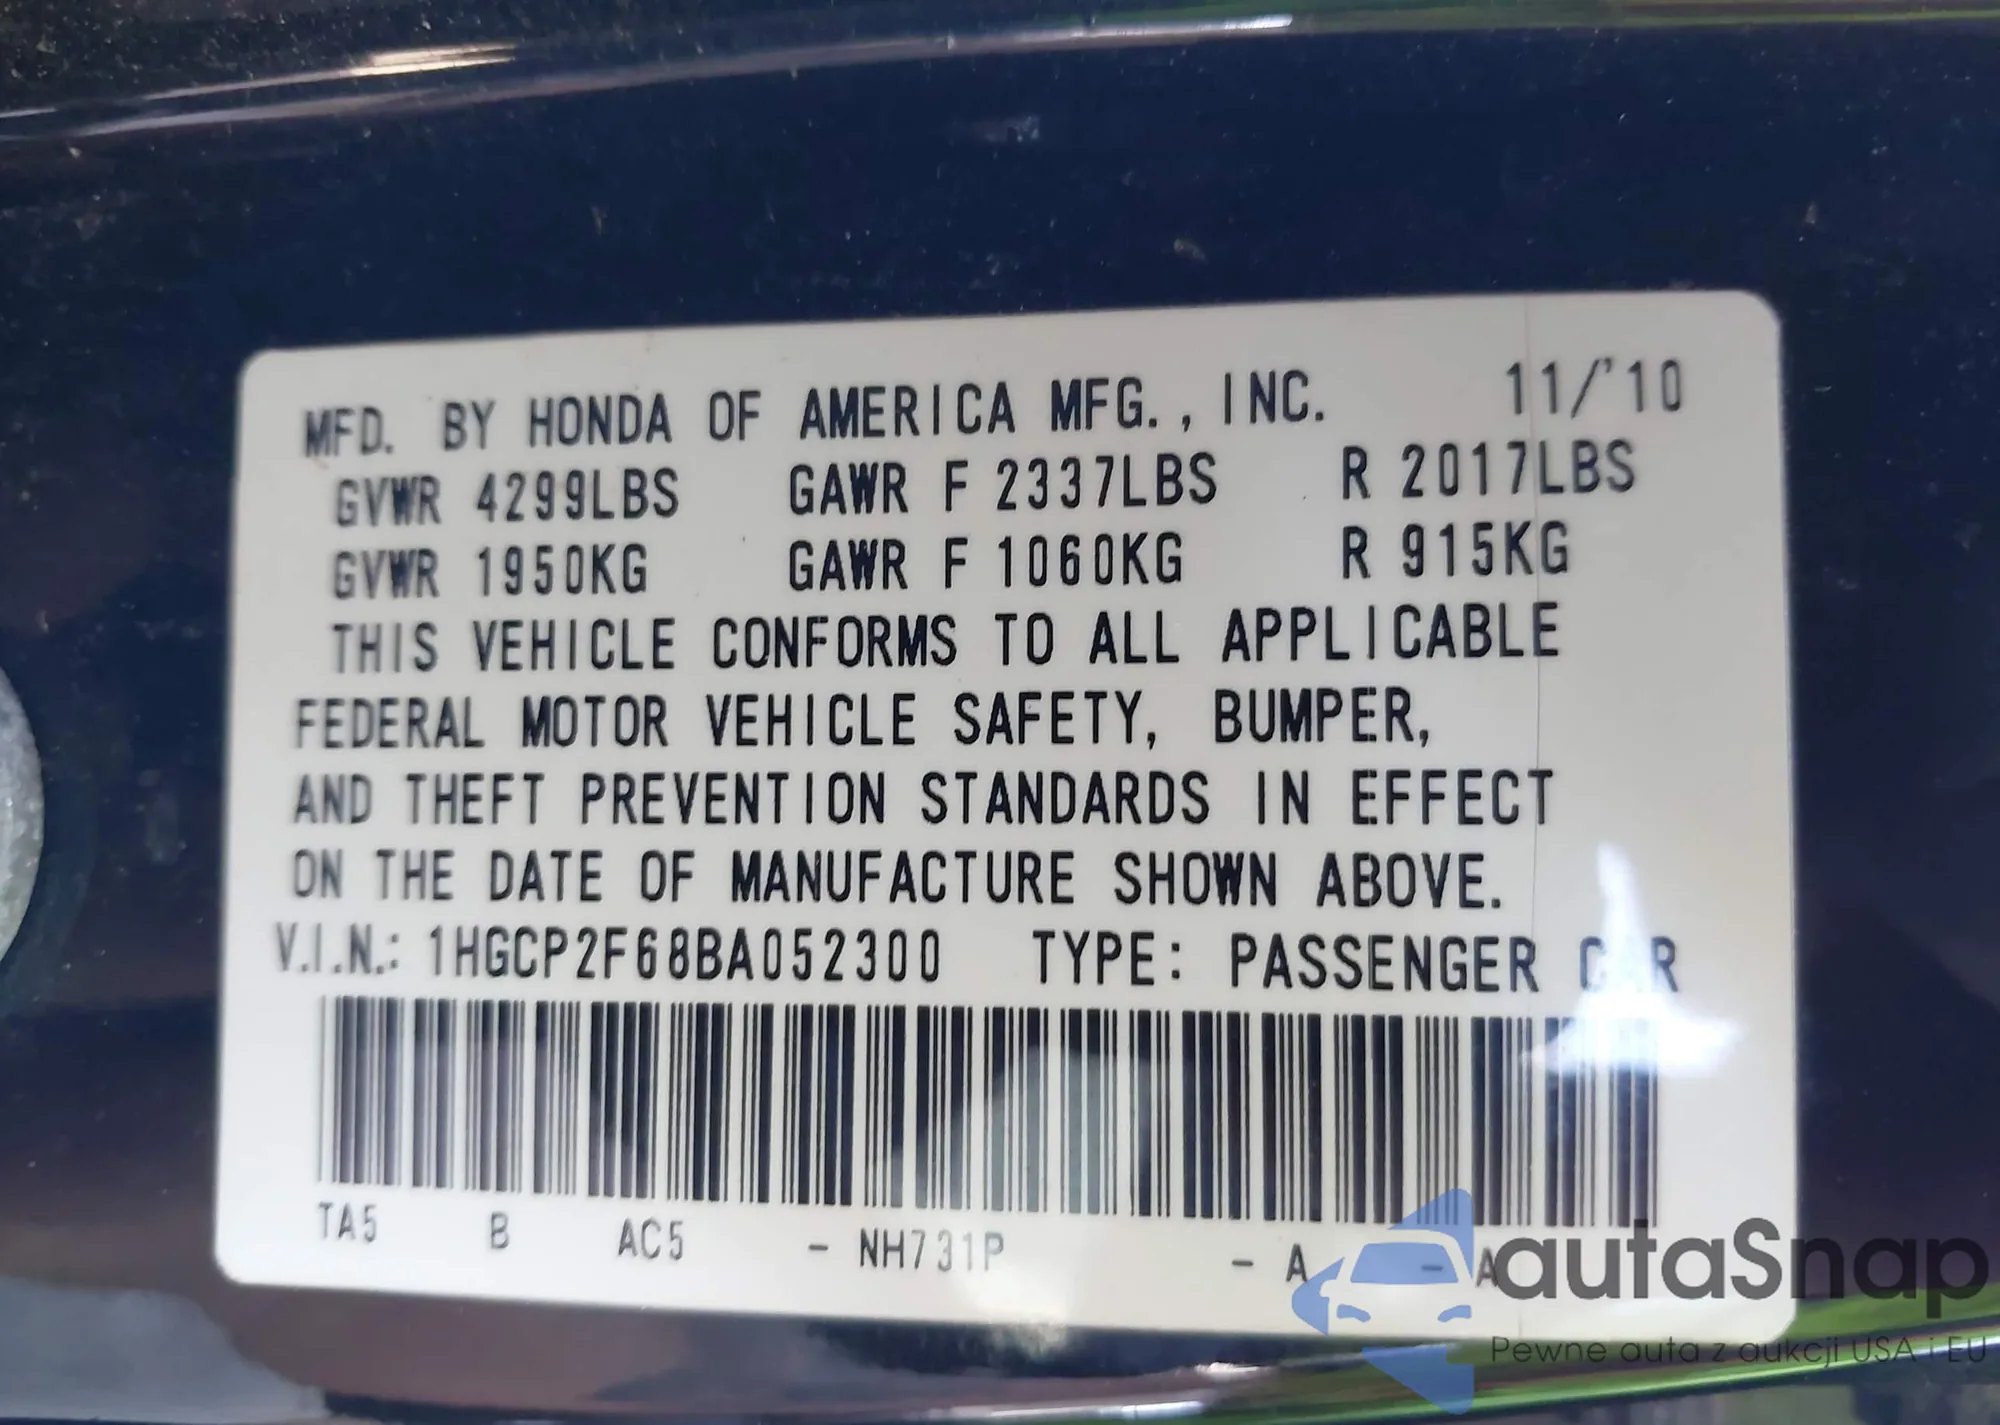 MFD. BY HONDA OF AMERICA MFG., INC. 11/'10
GVWR 4299LBS GAWR F 2337LBS R 2017LBS
GVWR 1950KG GAWR F 1060KG R 915KG
THIS VEHICLE CONFORMS TO ALL APPLICABLE
FEDERAL MOTOR VEHICLE SAFETY, BUMPER,
AND THEFT PREVENTION STANDARDS IN EFFECT
ON THE DATE OF MANUFACTURE SHOWN ABOVE.
V.I.N.: 1HGCP2F68BA052300 TYPE: PASSENGER CAR
TA5 B AC5 - NH731P - A - A
autaSnap
Pewne auta z aukcji USA i EU